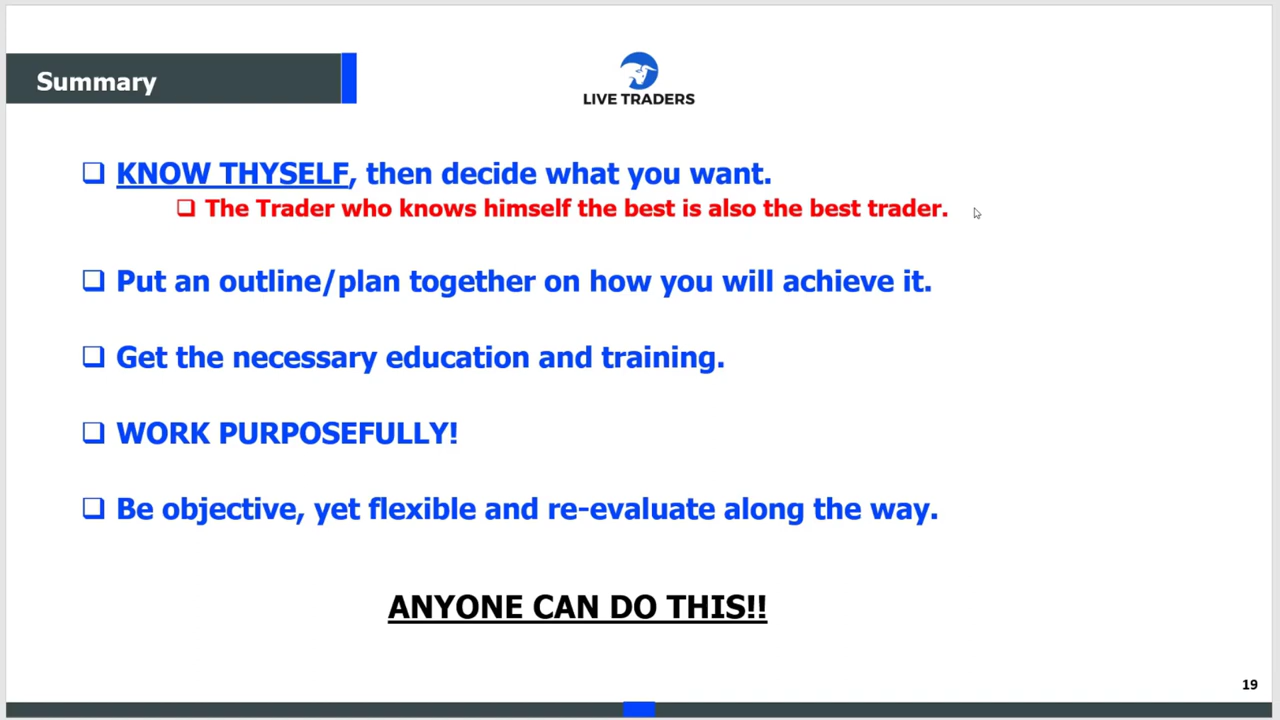 Summary
LIVE TRADERS
KNOW THYSELF, then decide what you want.
The Trader who knows himself the best is also the best trader.
Put an outline/plan together on how you will achieve it.
Get the necessary education and training.
WORK PURPOSEFULLY!
Be objective, yet flexible and re-evaluate along the way.
ANYONE CAN DO THIS!!
19